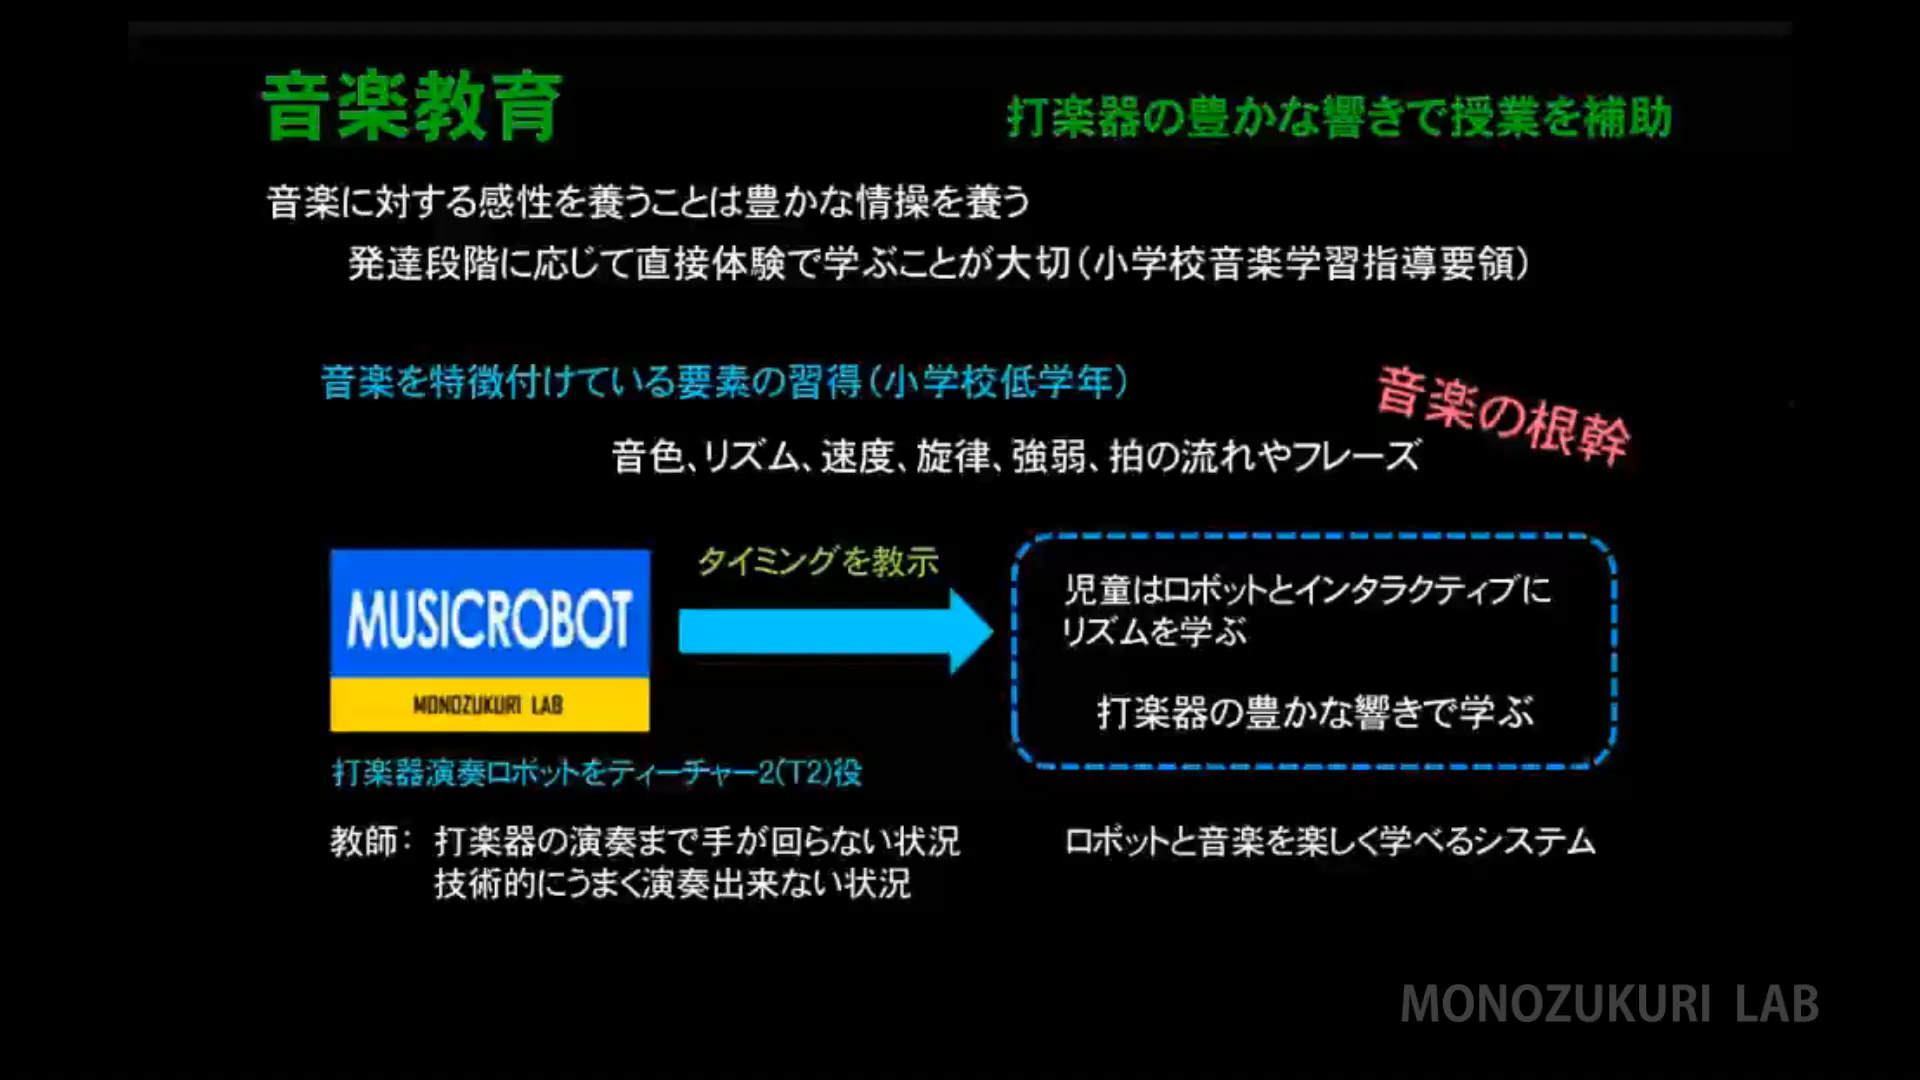 音楽教育
打楽器の豊かな響きで授業を補助
音楽に対する感性を養うことは豊かな情操を養う
発達段階に応じて直接体験で学ぶことが大切(小学校音楽学習指導要領)
音楽を特徴付けている要素の習得(小学校低学年)
音楽の根幹
音色、リズム、速度、旋律、強弱、拍の流れやフレーズ
MUSICROBOT
MONOZUKURI LAB
タイミングを教示
児童はロボットとインタラクティブに
リズムを学ぶ
打楽器の豊かな響きで学ぶ
打楽器演奏ロボットをティーチャー2(T2)役
教師: 打楽器の演奏まで手が回らない状況
技術的にうまく演奏出来ない状況
ロボットと音楽を楽しく学べるシステム
MONOZUKURI LAB